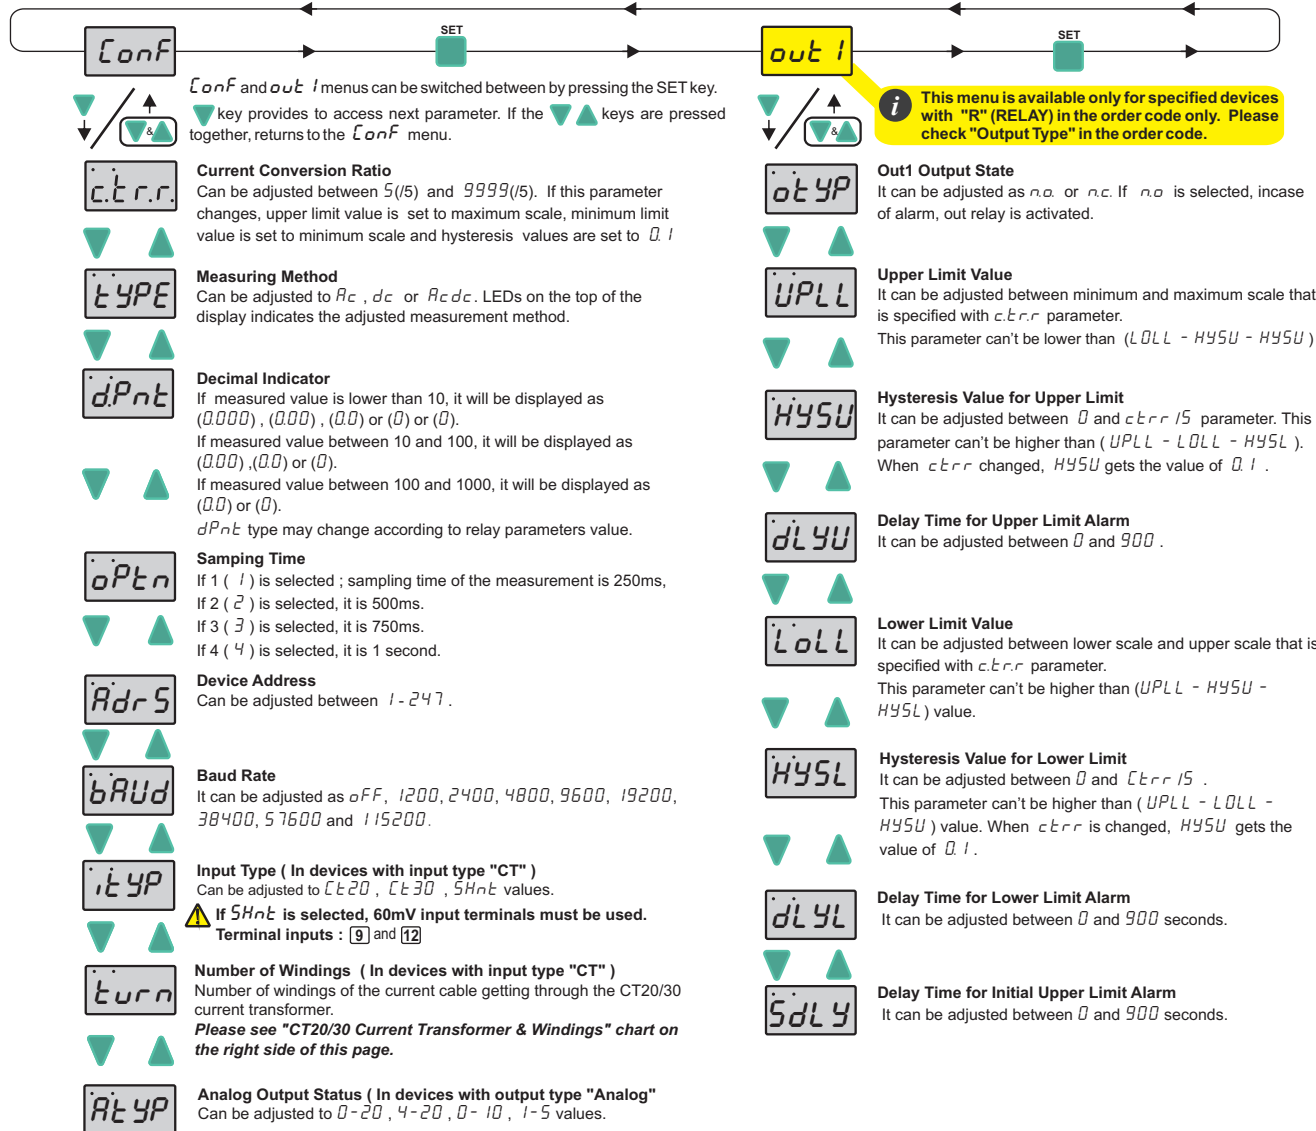 ConF
SET
out 1
SET
ConF and out 1 menus can be switched between by pressing the SET key.
key provides to access next parameter. If the keys are pressed
together, returns to the ConF menu.
&
i
This menu is available only for specified devices
with "R" (RELAY) in the order code only. Please
check "Output Type" in the order code.
&
c.t.r.r.
Current Conversion Ratio
Can be adjusted between 5(/5) and 9999(/5). If this parameter
changes, upper limit value is set to maximum scale, minimum limit
value is set to minimum scale and hysteresis values are set to 0.1
tYPE
Measuring Method
Can be adjusted to Ac , dc or Acdc. LEDs on the top of the
display indicates the adjusted measurement method.
d.Pnt
Decimal Indicator
If measured value is lower than 10, it will be displayed as
(0.000) , (0.00) , (0.0) or (0) or (0).
If measured value between 10 and 100, it will be displayed as
(0.00) ,(0.0) or (0).
If measured value between 100 and 1000, it will be displayed as
(0.0) or (0).
dPnt type may change according to relay parameters value.
oPtn
Samping Time
If 1 ( 1 ) is selected ; sampling time of the measurement is 250ms,
If 2 ( 2 ) is selected, it is 500ms.
If 3 ( 3 ) is selected, it is 750ms.
If 4 ( 4 ) is selected, it is 1 second.
AdrS
Device Address
Can be adjusted between 1 - 247 .
bAUd
Baud Rate
It can be adjusted as oFF, 1200, 2400, 4800, 9600, 19200,
38400, 57600 and 115200.
itYP
Input Type ( In devices with input type "CT" )
Can be adjusted to Ct20 , Ct30 , SHnt values.
If SHnt is selected, 60mV input terminals must be used.
Terminal inputs : 9 and 12
turn
Number of Windings ( In devices with input type "CT" )
Number of windings of the current cable getting through the CT20/30
current transformer.
Please see "CT20/30 Current Transformer & Windings" chart on
the right side of this page.
AtYP
Analog Output Status ( In devices with output type "Analog"
Can be adjusted to 0-20 , 4-20 , 0-10 , 1-5 values.
otYP
Out1 Output State
It can be adjusted as n.o. or n.c. If n.o is selected, incase
of alarm, out relay is activated.
UPLL
Upper Limit Value
It can be adjusted between minimum and maximum scale that
is specified with c.t.r.r parameter.
This parameter can't be lower than (LOLL - HYSU - HYSU )
HYSU
Hysteresis Value for Upper Limit
It can be adjusted between 0 and ctrr /5 parameter. This
parameter can't be higher than ( UPLL - LOLL - HYSL ).
When ctrr changed, HYSU gets the value of 0.1 .
dLYU
Delay Time for Upper Limit Alarm
It can be adjusted between 0 and 900 .
LoLL
Lower Limit Value
It can be adjusted between lower scale and upper scale that is
specified with c.t.r.r parameter.
This parameter can't be higher than (UPLL - HYSU -
HYSL ) value.
HYSL
Hysteresis Value for Lower Limit
It can be adjusted between 0 and Ctrr /5 .
This parameter can't be higher than ( UPLL - LOLL -
HYSU ) value. When ctrr is changed, HYSU gets the
value of 0.1 .
dLYL
Delay Time for Lower Limit Alarm
It can be adjusted between 0 and 900 seconds.
SdLY
Delay Time for Initial Upper Limit Alarm
It can be adjusted between 0 and 900 seconds.